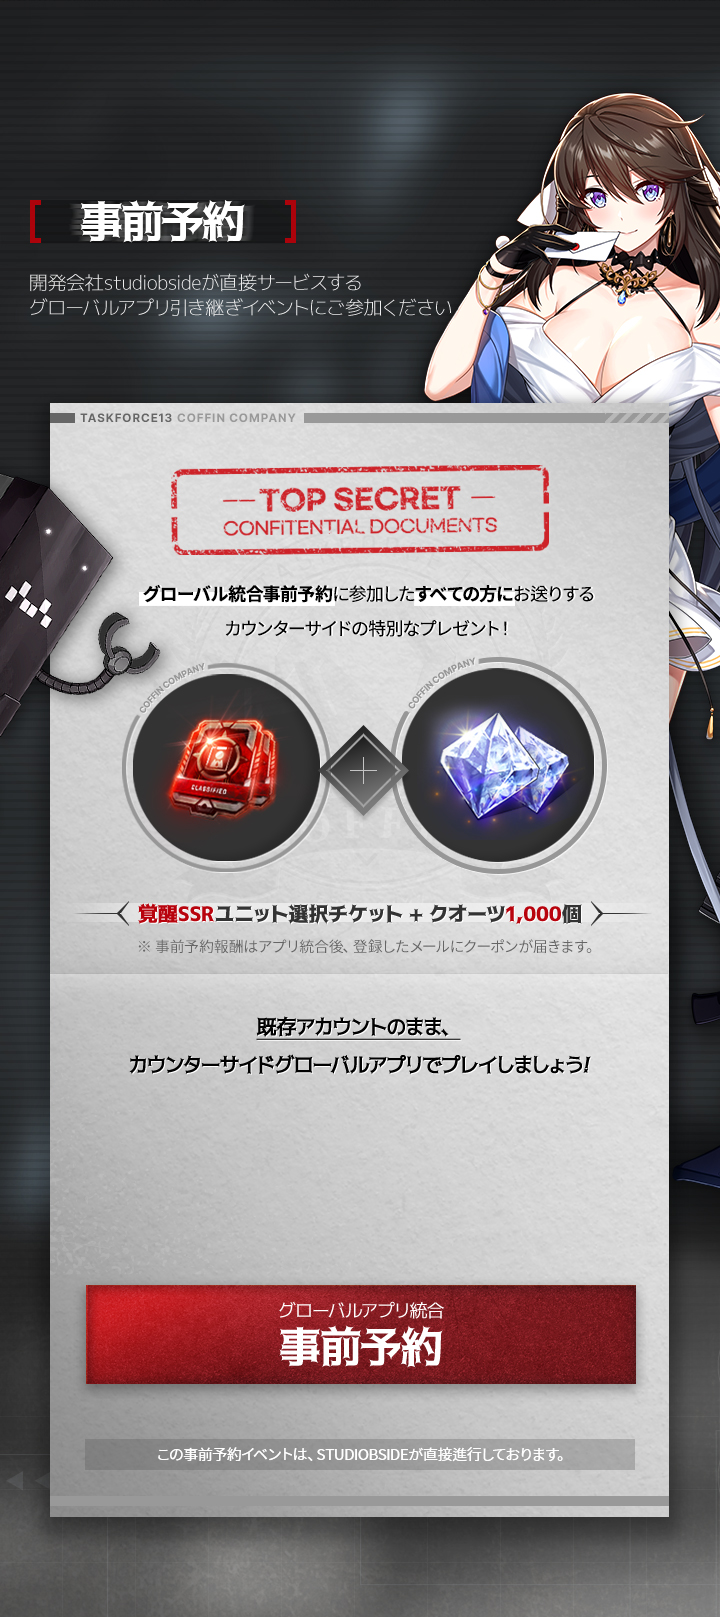 事前予約
開発会社studiobsideが直接サービスする
グローバルアプリ引き継ぎイベントにご参加ください
TASKFORCE13 COFFIN COMPANY
TOP SECRET
CONFiTENTIAL DOCUMENTS
グローバル統合事前予約に参加したすべての方にお送りする
カウンターサイドの特別なプレゼント！
COFFIN COMPANY
COFFIN COMPANY
CLASSIFIED
覚醒SSRユニット選択チケット + クオーツ1,000個
※ 事前予約報酬はアプリ統合後、登録したメールにクーポンが届きます。
既存アカウントのまま、
カウンターサイドグローバルアプリでプレイしましょう!
グローバルアプリ統合
事前予約
この事前予約イベントは、STUDIOBSIDEが直接進行しております。